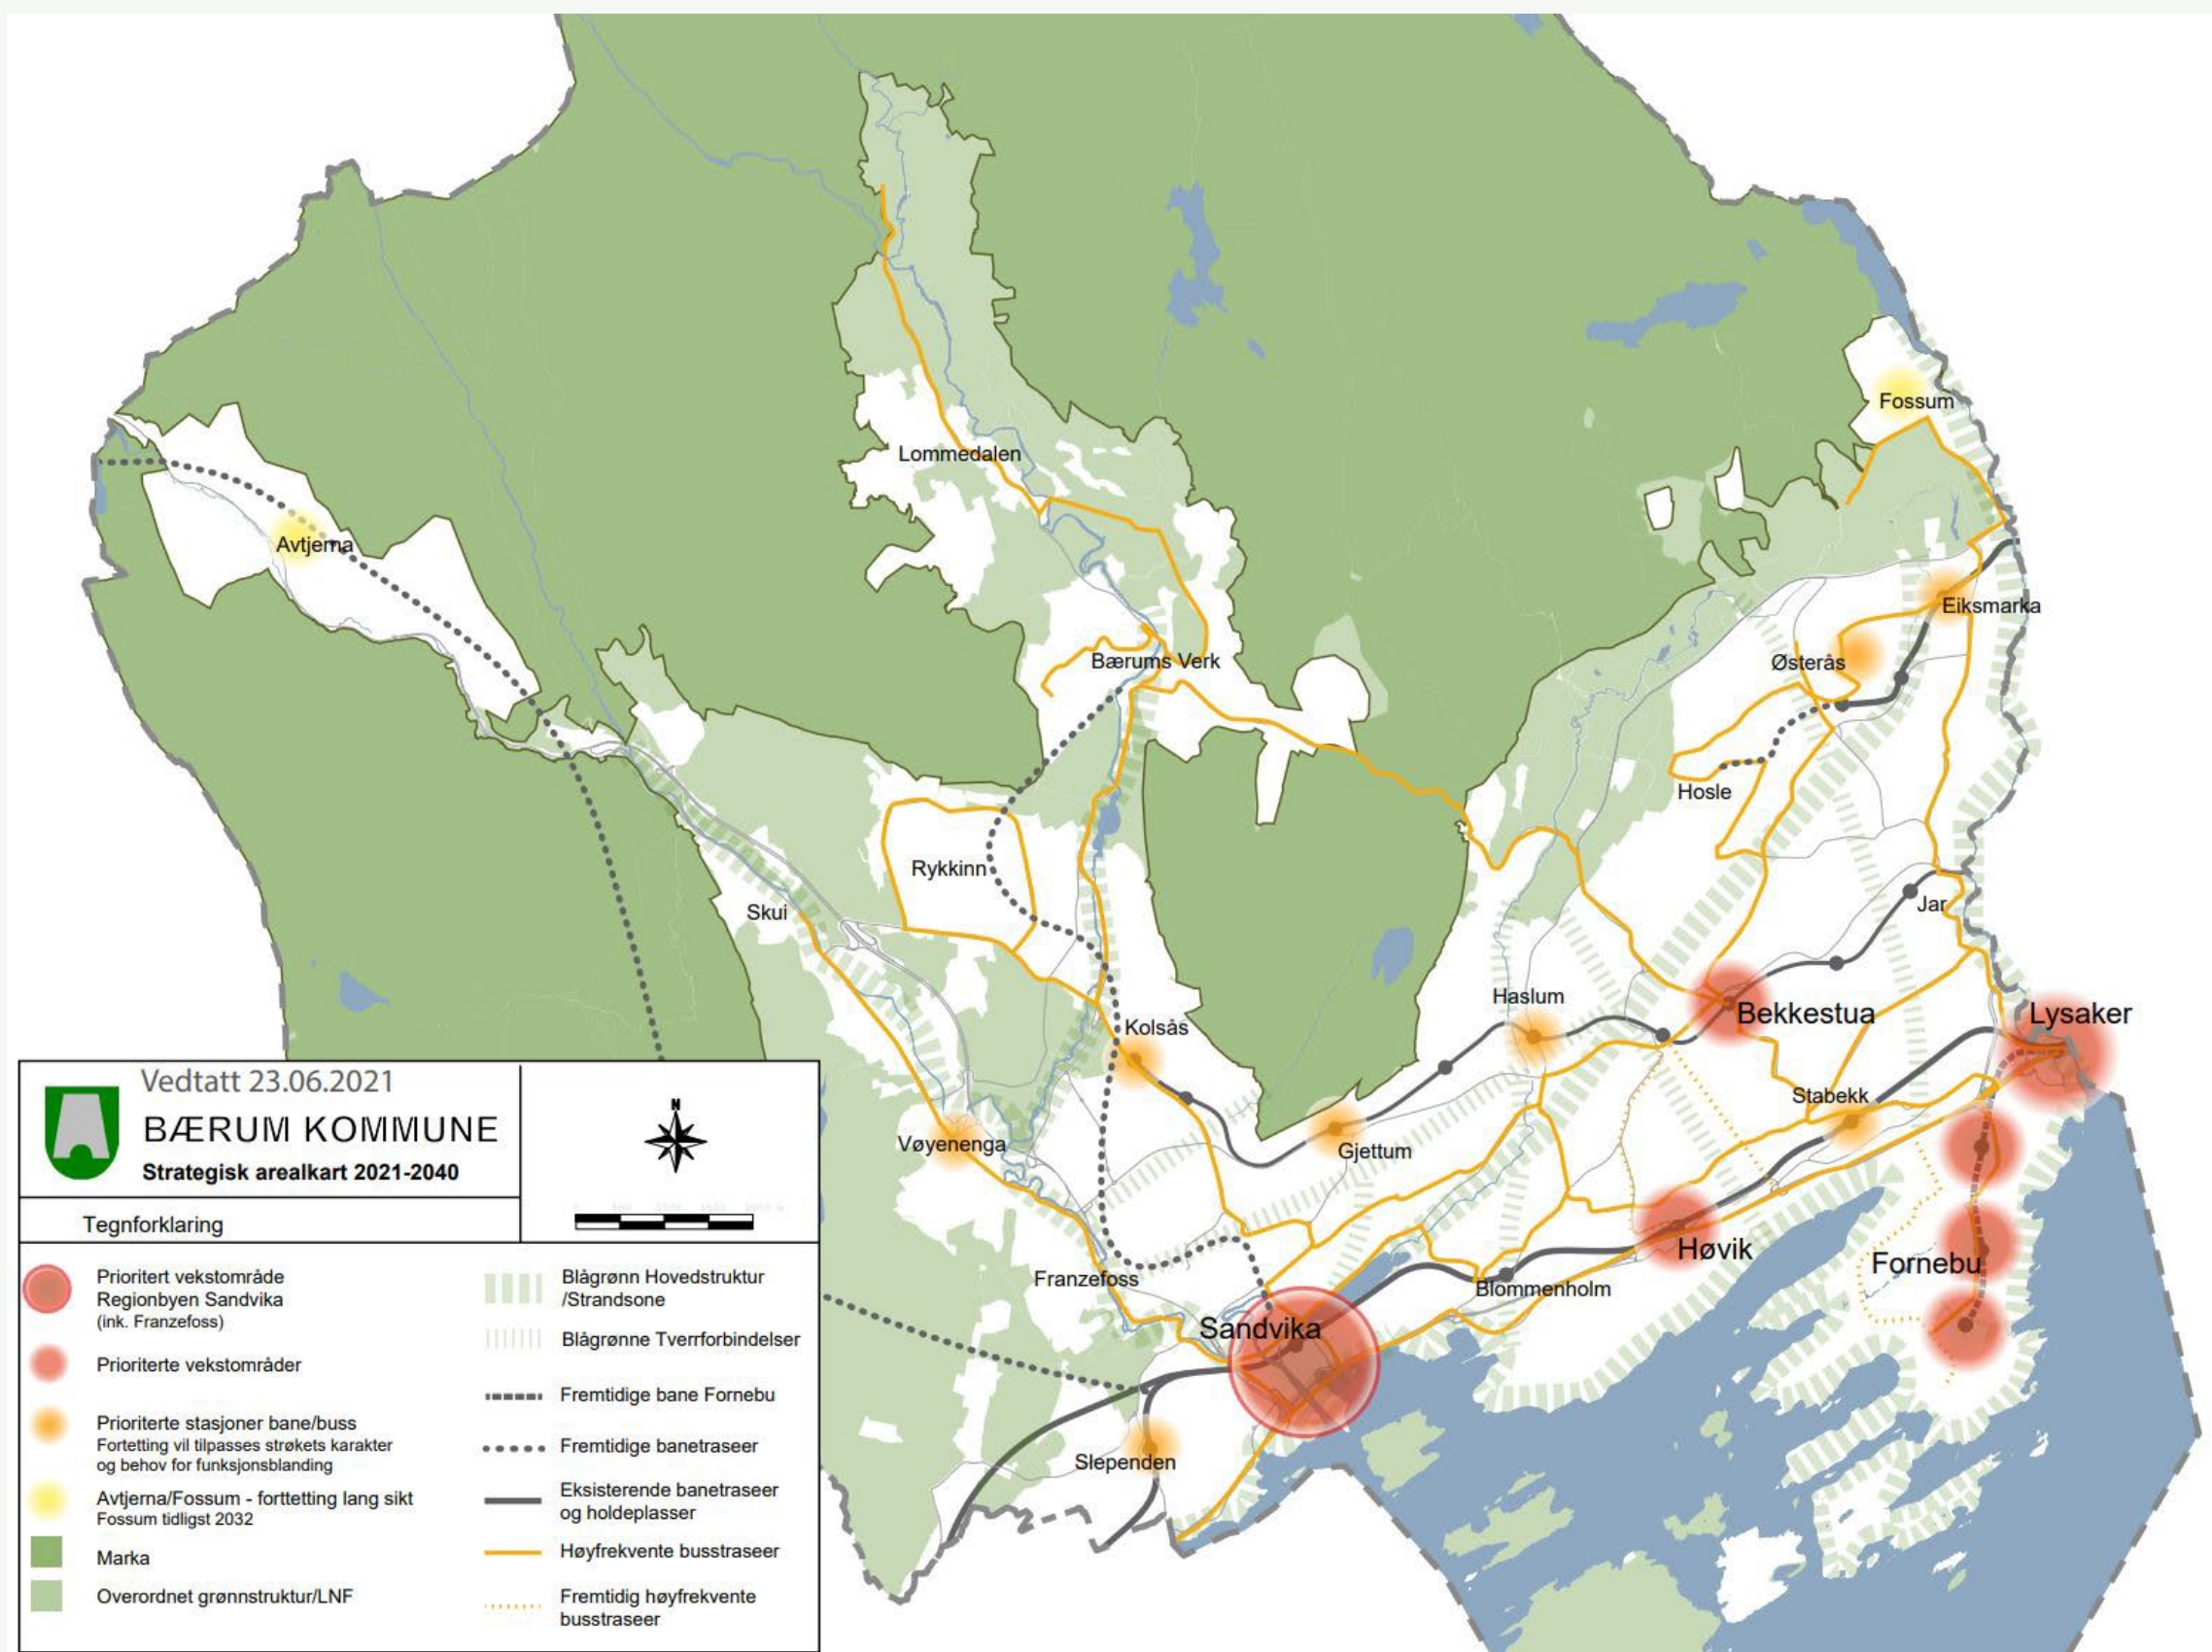 Fossum
Lommedalen
Avtjerna
Eiksmarka
Bærums Verk
Østerås
Hosle
Rykkinn
Skui
Jar
Haslum
Bekkestua
Lysaker
Kolsås
Stabekk
Vøyenenga
Gjettum
Høvik
Fornebu
Franzefoss
Blommenholm
Sandvika
Slependen
Vedtatt 23.06.2021
BÆRUM KOMMUNE
Strategisk arealkart 2021-2040
N
Tegnforklaring
Prioritert vekstområde
Regionbyen Sandvika
(ink. Franzefoss)
Prioriterte vekstområder
Prioriterte stasjoner bane/buss
Fortetting vil tilpasses strøkets karakter
og behov for funksjonsblanding
Avtjerna/Fossum - forttetting lang sikt
Fossum tidligst 2032
Marka
Overordnet grønnstruktur/LNF
Blågrønn Hovedstruktur
/Strandsone
Blågrønne Tverrforbindelser
Fremtidige bane Fornebu
Fremtidige banetraseer
Eksisterende banetraseer
og holdeplasser
Høyfrekvente busstraseer
Fremtidig høyfrekvente
busstraseer